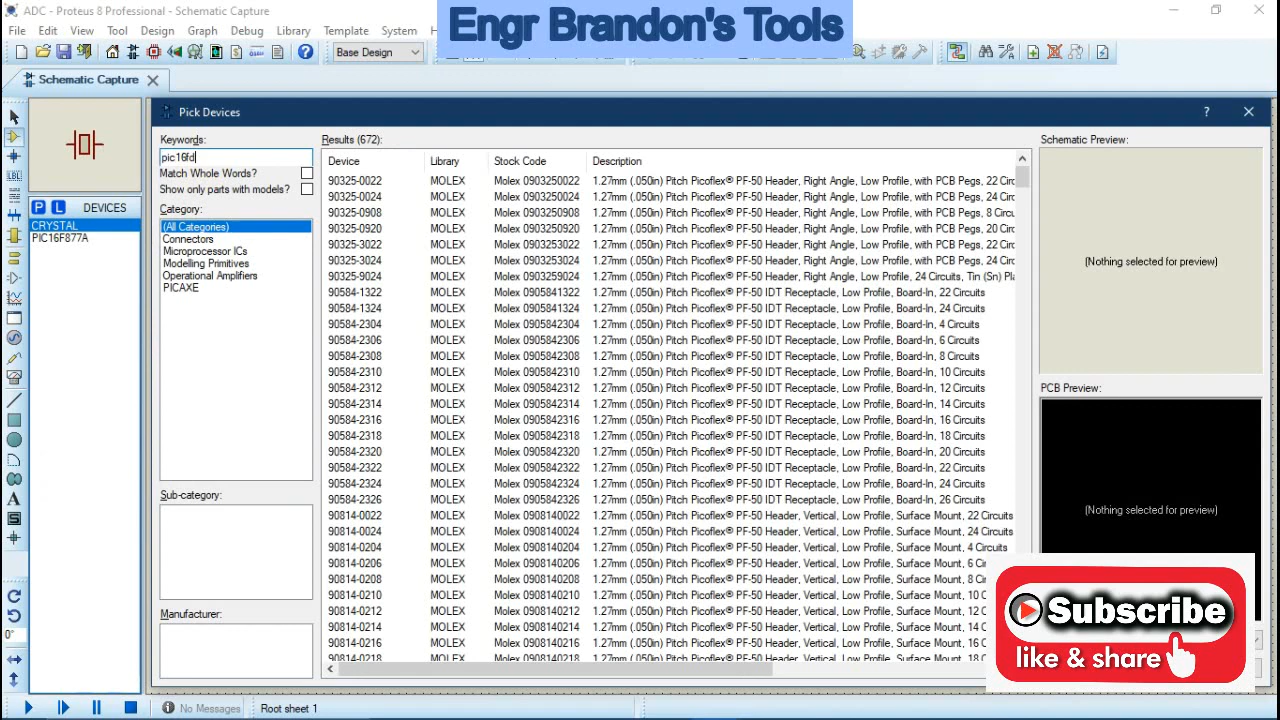 ADC - Proteus 8 Professional - Schematic Capture
Engr Brandon's Tools
File Edit View Tool Design Graph Debug Library Template System
Base Design
Schematic Capture
Pick Devices
Keywords:
pic16fd
Match Whole Words?
Show only parts with models?
Category:
(All Categories)
Connectors
Microprocessor ICs
Modelling Primitives
Operational Amplifiers
PICAXE
Sub-category:
Manufacturer:
P L DEVICES
CRYSTAL
PIC16F877A
LBL
A
S
0°
Results (672):
Device Library Stock Code Description
90325-0022 MOLEX Molex 0903250022 1.27mm (.050in) Pitch Picoflex® PF-50 Header, Right Angle, Low Profile, with PCB Pegs, 22 Circ
90325-0024 MOLEX Molex 0903250024 1.27mm (.050in) Pitch Picoflex® PF-50 Header, Right Angle, Low Profile, with PCB Pegs, 24 Circ
90325-0908 MOLEX Molex 0903250908 1.27mm (.050in) Pitch Picoflex® PF-50 Header, Right Angle, Low Profile, with PCB Pegs, 8 Circu
90325-0920 MOLEX Molex 0903250920 1.27mm (.050in) Pitch Picoflex® PF-50 Header, Right Angle, Low Profile, with PCB Pegs, 20 Circ
90325-3022 MOLEX Molex 0903253022 1.27mm (.050in) Pitch Picoflex® PF-50 Header, Right Angle, Low Profile, with PCB Pegs, 22 Circ
90325-3024 MOLEX Molex 0903253024 1.27mm (.050in) Pitch Picoflex® PF-50 Header, Right Angle, Low Profile, with PCB Pegs, 24 Circ
90325-9024 MOLEX Molex 0903259024 1.27mm (.050in) Pitch Picoflex® PF-50 Header, Right Angle, Low Profile, 24 Circuits, Tin (Sn) Pla
90584-1322 MOLEX Molex 0905841322 1.27mm (.050in) Pitch Picoflex® PF-50 IDT Receptacle, Low Profile, Board-In, 22 Circuits
90584-1324 MOLEX Molex 0905841324 1.27mm (.050in) Pitch Picoflex® PF-50 IDT Receptacle, Low Profile, Board-In, 24 Circuits
90584-2304 MOLEX Molex 0905842304 1.27mm (.050in) Pitch Picoflex® PF-50 IDT Receptacle, Low Profile, Board-In, 4 Circuits
90584-2306 MOLEX Molex 0905842306 1.27mm (.050in) Pitch Picoflex® PF-50 IDT Receptacle, Low Profile, Board-In, 6 Circuits
90584-2308 MOLEX Molex 0905842308 1.27mm (.050in) Pitch Picoflex® PF-50 IDT Receptacle, Low Profile, Board-In, 8 Circuits
90584-2310 MOLEX Molex 0905842310 1.27mm (.050in) Pitch Picoflex® PF-50 IDT Receptacle, Low Profile, Board-In, 10 Circuits
90584-2312 MOLEX Molex 0905842312 1.27mm (.050in) Pitch Picoflex® PF-50 IDT Receptacle, Low Profile, Board-In, 12 Circuits
90584-2314 MOLEX Molex 0905842314 1.27mm (.050in) Pitch Picoflex® PF-50 IDT Receptacle, Low Profile, Board-In, 14 Circuits
90584-2316 MOLEX Molex 0905842316 1.27mm (.050in) Pitch Picoflex® PF-50 IDT Receptacle, Low Profile, Board-In, 16 Circuits
90584-2318 MOLEX Molex 0905842318 1.27mm (.050in) Pitch Picoflex® PF-50 IDT Receptacle, Low Profile, Board-In, 18 Circuits
90584-2320 MOLEX Molex 0905842320 1.27mm (.050in) Pitch Picoflex® PF-50 IDT Receptacle, Low Profile, Board-In, 20 Circuits
90584-2322 MOLEX Molex 0905842322 1.27mm (.050in) Pitch Picoflex® PF-50 IDT Receptacle, Low Profile, Board-In, 22 Circuits
90584-2324 MOLEX Molex 0905842324 1.27mm (.050in) Pitch Picoflex® PF-50 IDT Receptacle, Low Profile, Board-In, 24 Circuits
90584-2326 MOLEX Molex 0905842326 1.27mm (.050in) Pitch Picoflex® PF-50 IDT Receptacle, Low Profile, Board-In, 26 Circuits
90814-0022 MOLEX Molex 0908140022 1.27mm (.050in) Pitch Picoflex® PF-50 Header, Vertical, Low Profile, Surface Mount, 22 Circuits
90814-0024 MOLEX Molex 0908140024 1.27mm (.050in) Pitch Picoflex® PF-50 Header, Vertical, Low Profile, Surface Mount, 24 Circuits
90814-0204 MOLEX Molex 0908140204 1.27mm (.050in) Pitch Picoflex® PF-50 Header, Vertical, Low Profile, Surface Mount, 4 Circuits
90814-0206 MOLEX Molex 0908140206 1.27mm (.050in) Pitch Picoflex® PF-50 Header, Vertical, Low Profile, Surface Mount, 6 Ci
90814-0208 MOLEX Molex 0908140208 1.27mm (.050in) Pitch Picoflex® PF-50 Header, Vertical, Low Profile, Surface Mount, 8 Ci
90814-0210 MOLEX Molex 0908140210 1.27mm (.050in) Pitch Picoflex® PF-50 Header, Vertical, Low Profile, Surface Mount, 10 C
90814-0212 MOLEX Molex 0908140212 1.27mm (.050in) Pitch Picoflex® PF-50 Header, Vertical, Low Profile, Surface Mount, 12 C
90814-0214 MOLEX Molex 0908140214 1.27mm (.050in) Pitch Picoflex® PF-50 Header, Vertical, Low Profile, Surface Mount, 14 C
90814-0216 MOLEX Molex 0908140216 1.27mm (.050in) Pitch Picoflex® PF-50 Header, Vertical, Low Profile, Surface Mount, 16 C
90814-0218 MOLEX Molex 0908140218 1.27mm (.050in) Pitch Picoflex® PF-50 Header, Vertical, Low Profile, Surface Mount, 18 C
Schematic Preview:
(Nothing selected for preview)
PCB Preview:
(Nothing selected for preview)
Subscribe
like & share
No Messages
Root sheet 1